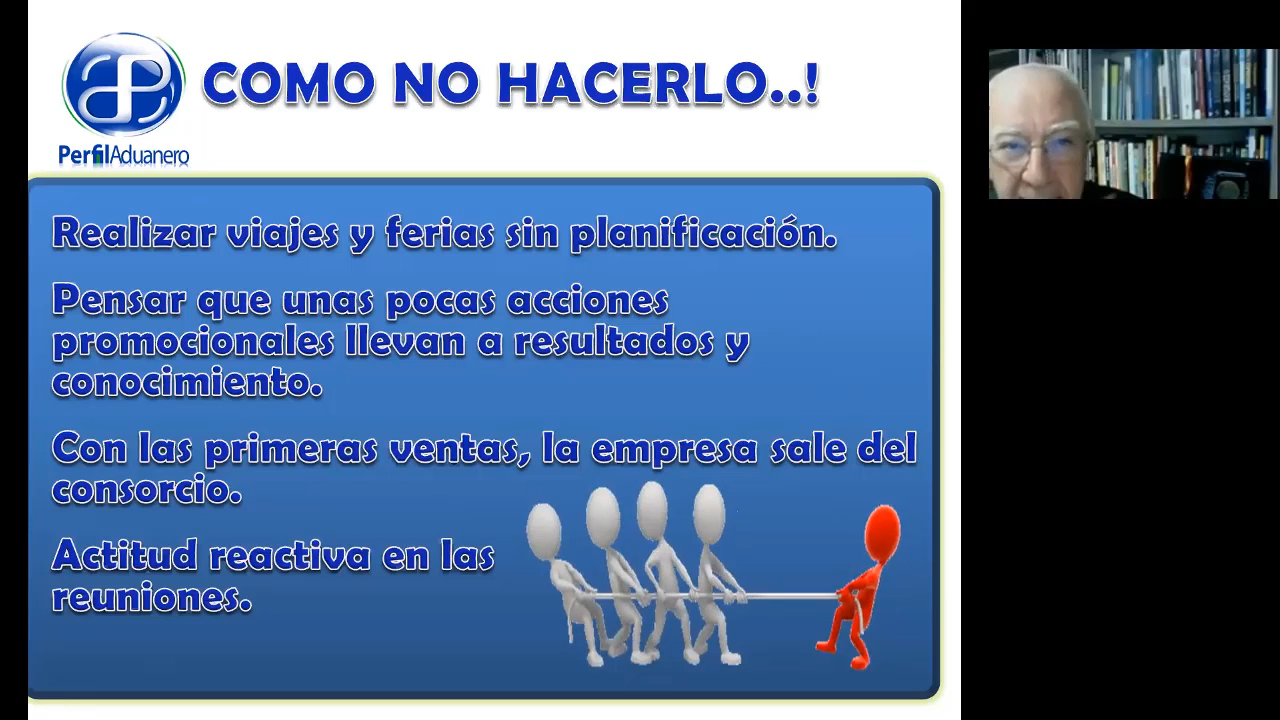 COMO NO HACERLO..!
PerfilAduanero
Realizar viajes y ferias sin planificación.
Pensar que unas pocas acciones
promocionales llevan a resultados y
conocimiento.
Con las primeras ventas, la empresa sale del
consorcio.
Actitud reactiva en las
reuniones.